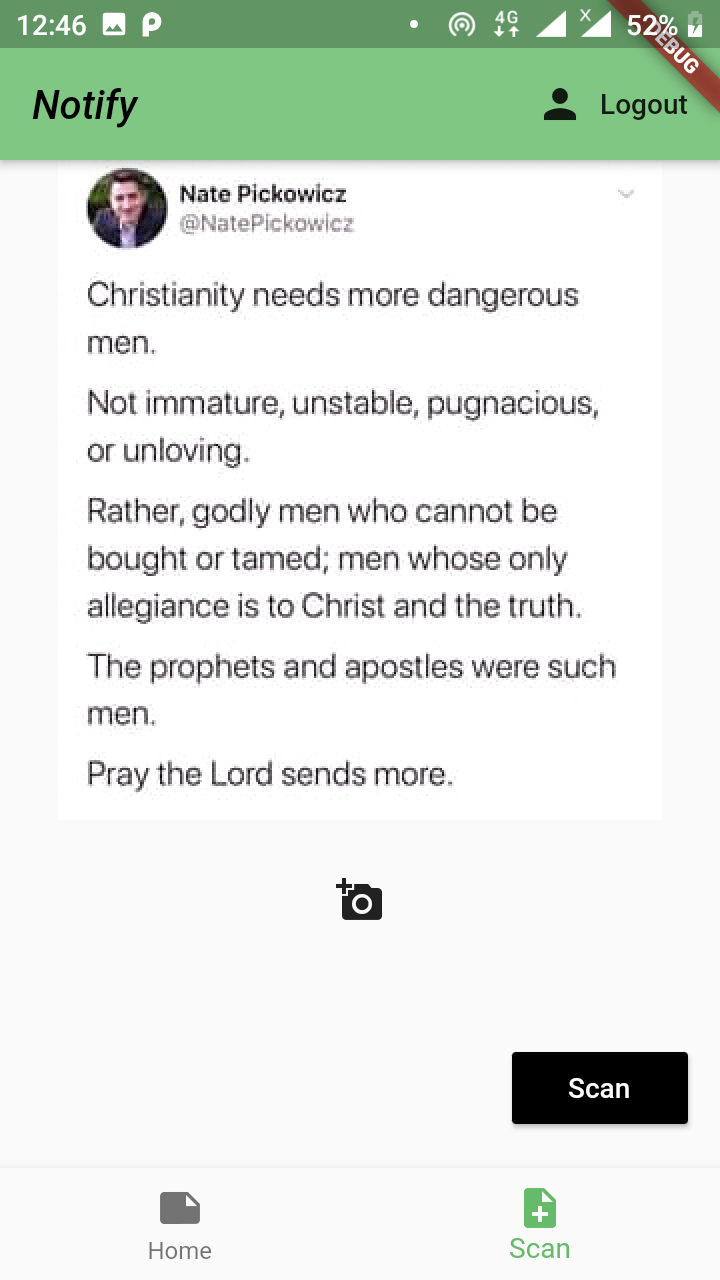 12:46
4G
X
52%
DEBUG
Notify
Logout
Nate Pickowicz
@NatePickowicz
Christianity needs more dangerous
men.
Not immature, unstable, pugnacious,
or unloving.
Rather, godly men who cannot be
bought or tamed; men whose only
allegiance is to Christ and the truth.
The prophets and apostles were such
men.
Pray the Lord sends more.
Scan
Home
Scan